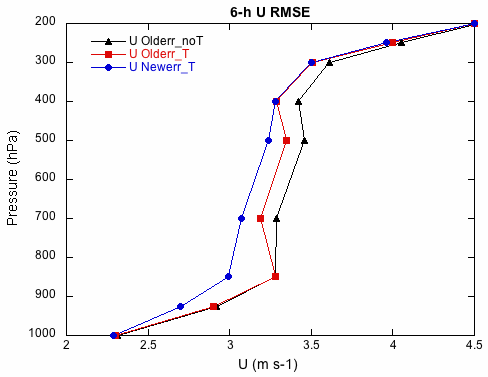 6-h U RMSE
200
300
400
500
600
700
800
900
1000
Pressure (hPa)
U Olderr_noT
U Olderr_T
U Newerr_T
2
2.5
3
3.5
4
4.5
U (m s-1)